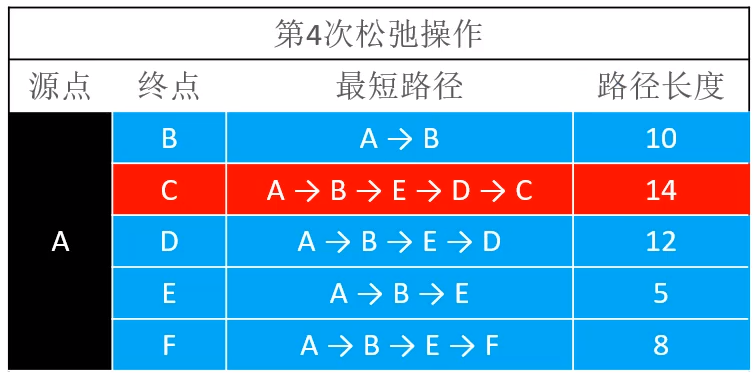 第4次松弛操作
源点 终点 最短路径 路径长度
B A → B 10
C A → B → E → D → C 14
A D A → B → E → D 12
E A → B → E 5
F A → B → E → F 8